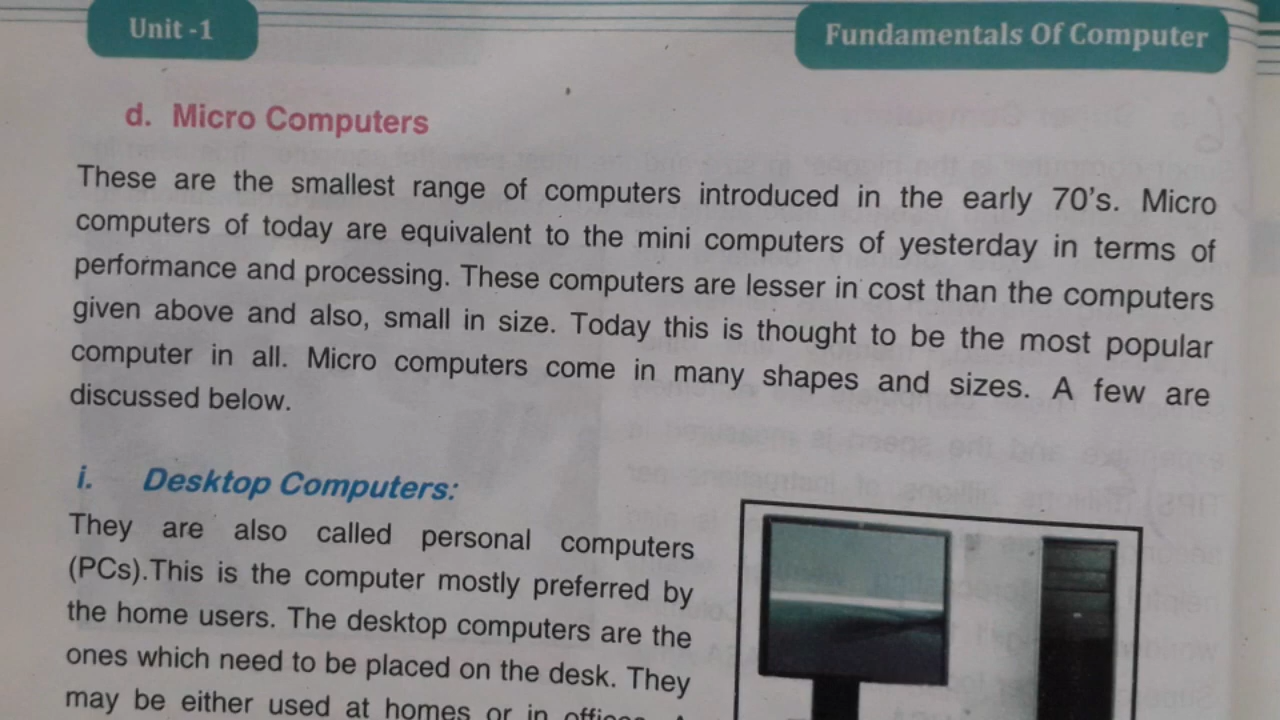 Unit -1
Fundamentals Of Computer
d. Micro Computers
These are the smallest range of computers introduced in the early 70's. Micro
computers of today are equivalent to the mini computers of yesterday in terms of
performance and processing. These computers are lesser in cost than the computers
given above and also, small in size. Today this is thought to be the most popular
computer in all. Micro computers come in many shapes and sizes. A few are
discussed below.
i. Desktop Computers:
They are also called personal computers
(PCs).This is the computer mostly preferred by
the home users. The desktop computers are the
ones which need to be placed on the desk. They
may be either used at homes or in offices. A